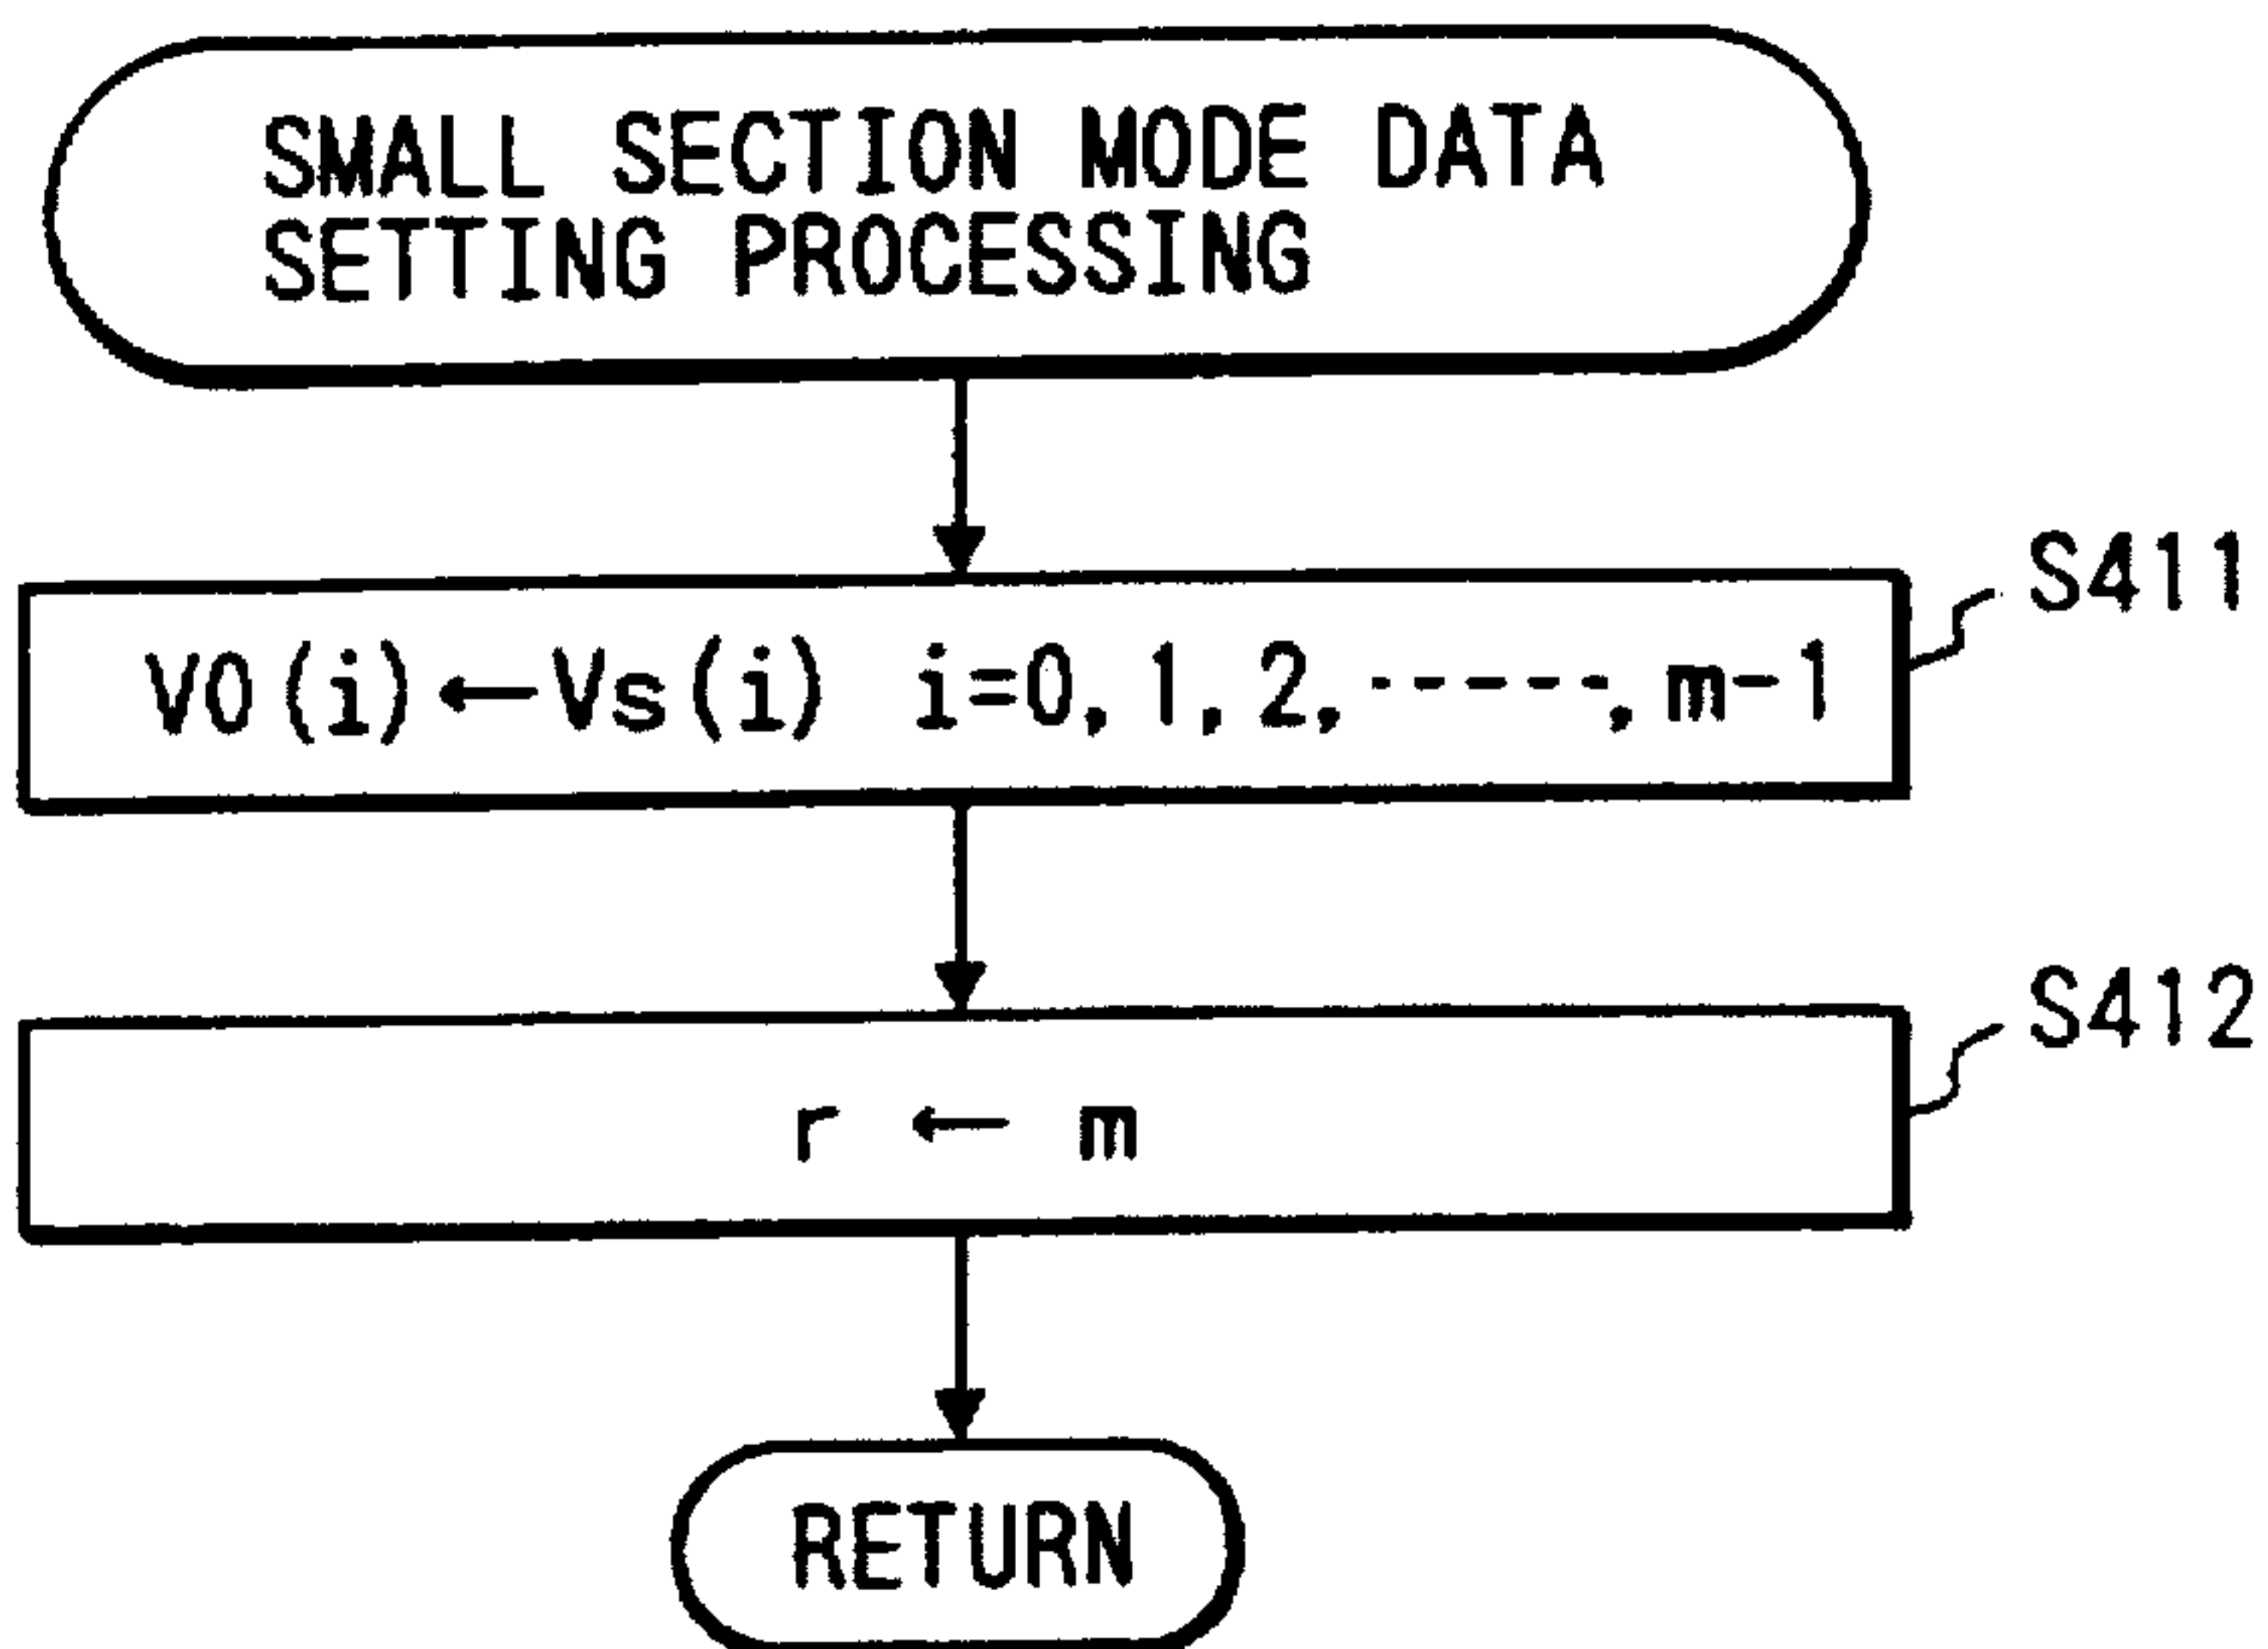 SMALL SECTION MODE DATA
SETTING PROCESSING
S411
V0(i)←Vs(i) i=0,1,2,-----,m-1
S412
r ← m
RETURN